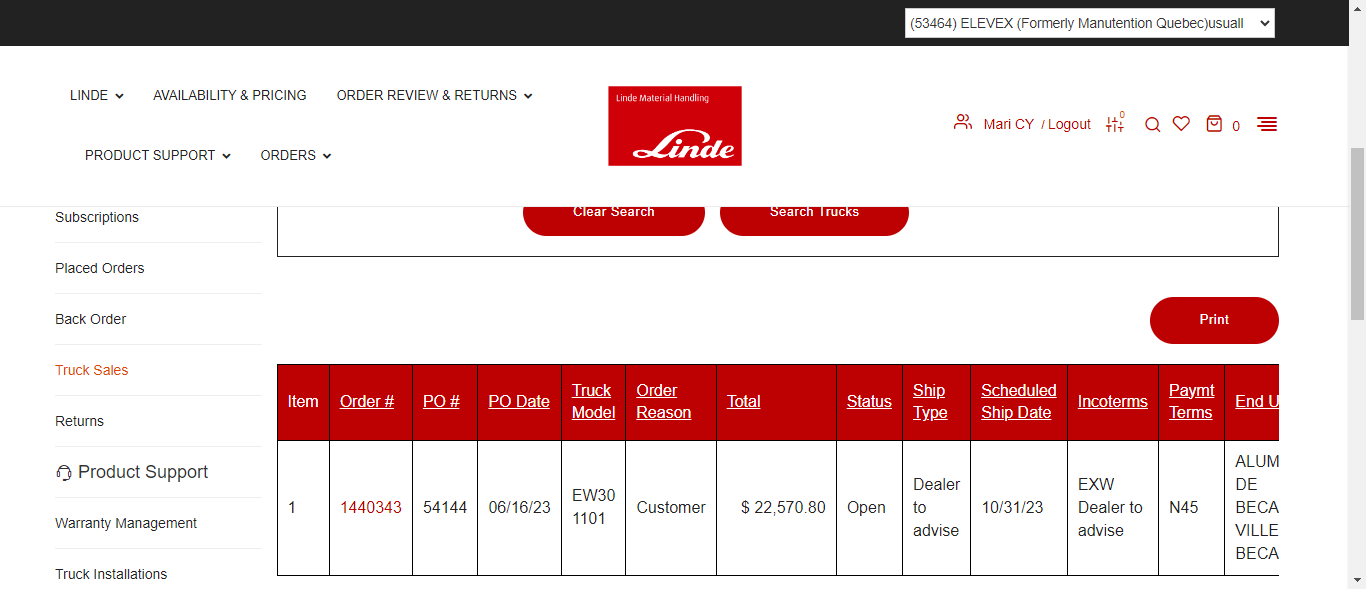 (53464) ELEVEX (Formerly Manutention Quebec)usuall
LINDE
AVAILABILITY & PRICING
ORDER REVIEW & RETURNS
PRODUCT SUPPORT
ORDERS
Linde Material Handling
Linde
Mari CY / Logout
0
0
Subscriptions
Placed Orders
Back Order
Truck Sales
Returns
Product Support
Warranty Management
Truck Installations
Clear Search
Search Trucks
Print
Item
Order #
PO #
PO Date
Truck
Model
Order
Reason
Total
Status
Ship
Type
Scheduled
Ship Date
Incoterms
Paymt
Terms
End U
1
1440343
54144
06/16/23
EW30
1101
Customer
$ 22,570.80
Open
Dealer
to
advise
10/31/23
EXW
Dealer to
advise
N45
ALUM
DE
BECA
VILLE
BECA